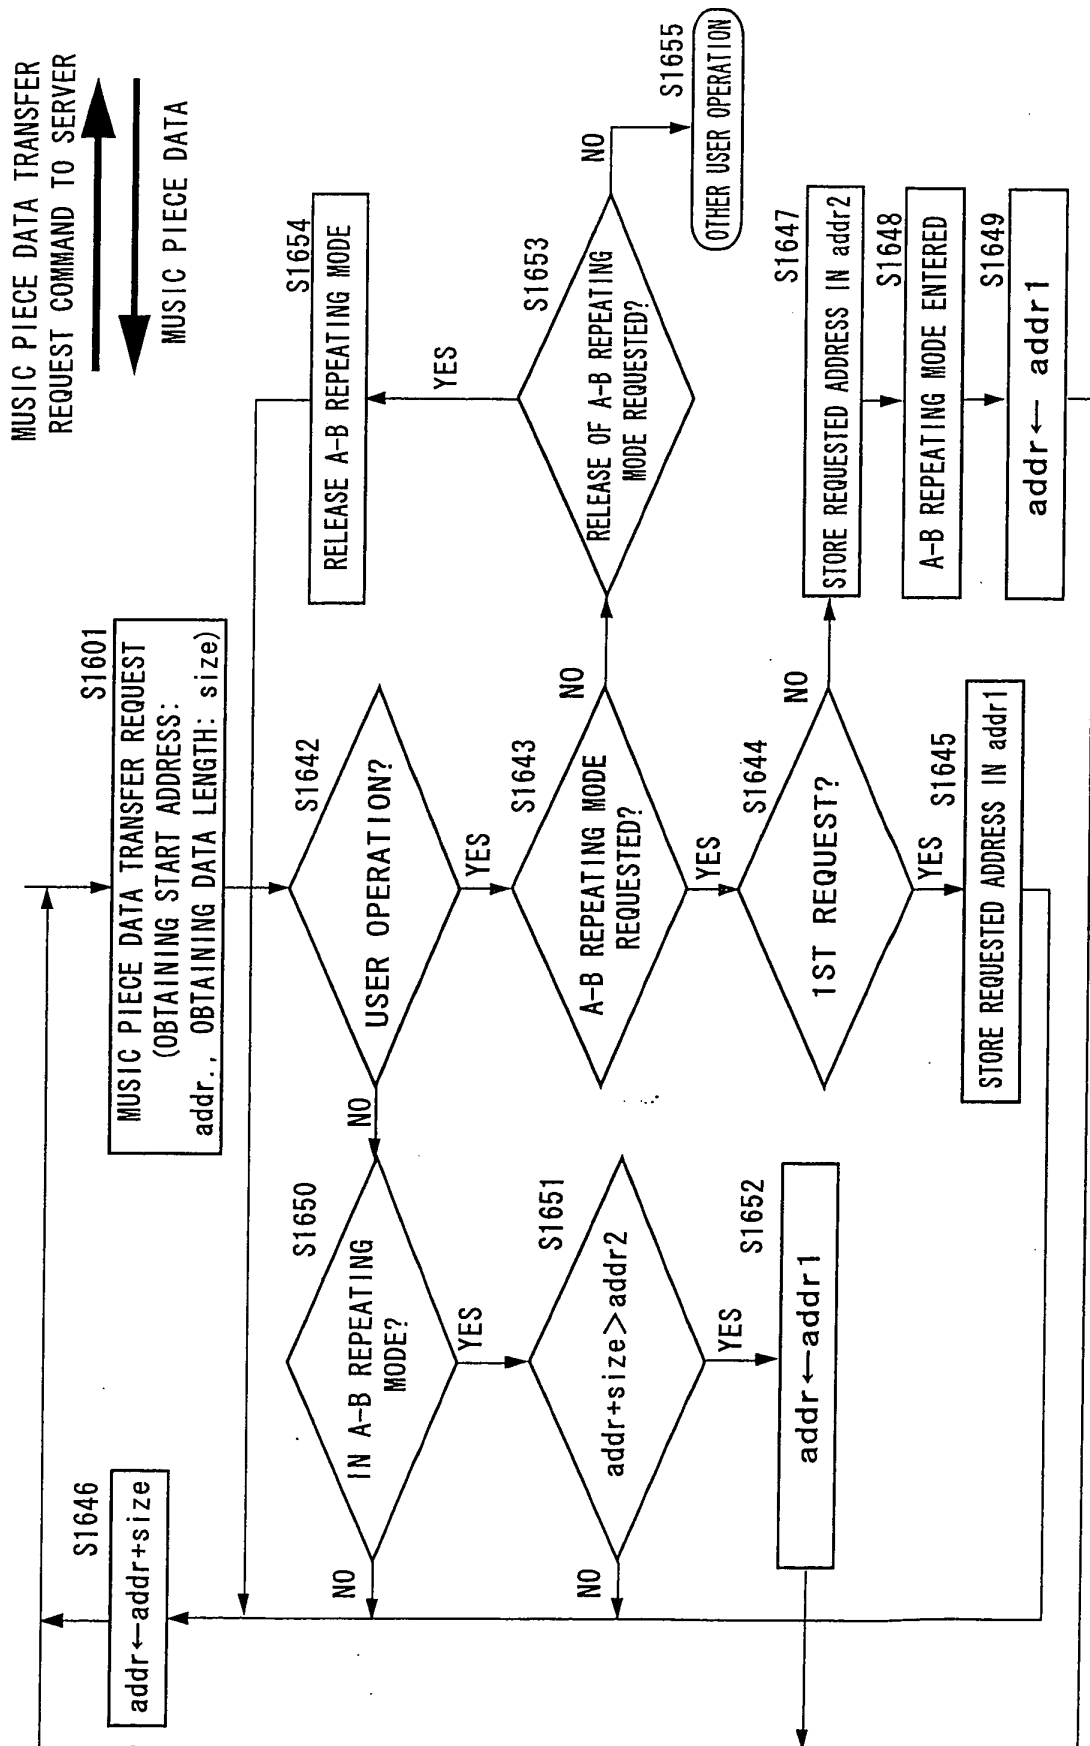 MUSIC PIECE DATA TRANSFER
REQUEST COMMAND TO SERVER
MUSIC PIECE DATA
S1601
MUSIC PIECE DATA TRANSFER REQUEST
(OBTAINING START ADDRESS:
addr., OBTAINING DATA LENGTH: size)
S1646
addr←addr+size
S1642
USER OPERATION?
NO
YES
S1650
IN A-B REPEATING
MODE?
NO
YES
S1654
RELEASE A-B REPEATING MODE
YES
S1643
A-B REPEATING MODE
REQUESTED?
NO
YES
S1653
RELEASE OF A-B REPEATING
MODE REQUESTED?
NO
S1655
OTHER USER OPERATION
S1651
addr+size>addr2
NO
YES
S1644
1ST REQUEST?
NO
YES
S1652
addr←addr1
S1647
STORE REQUESTED ADDRESS IN addr2
S1648
A-B REPEATING MODE ENTERED
S1645
STORE REQUESTED ADDRESS IN addr1
S1649
addr← addr1